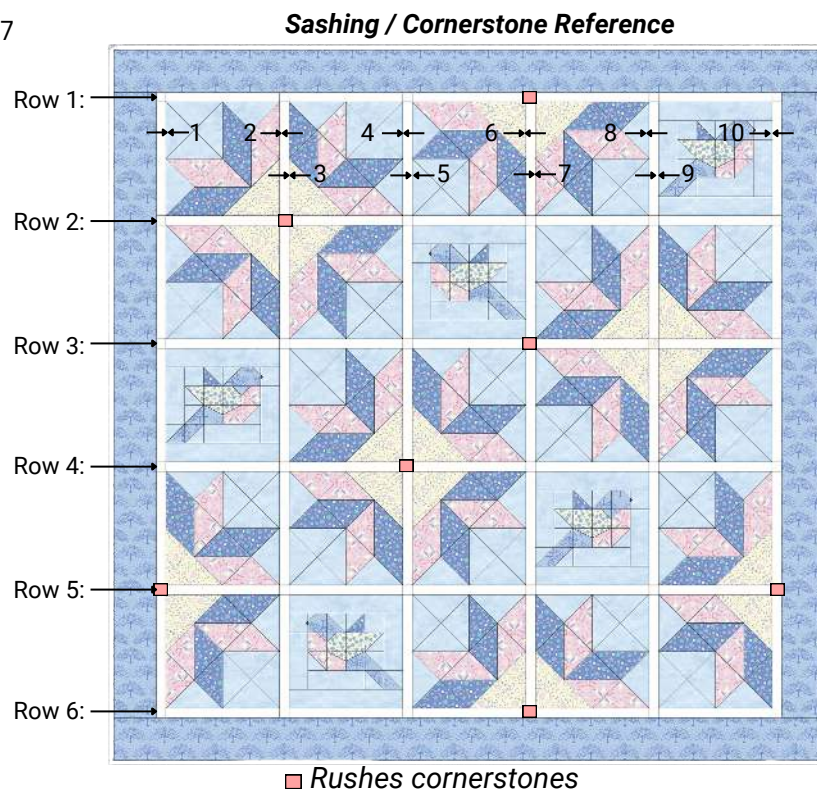 7
Sashing / Cornerstone Reference
Row 1:
1 2 4 6 8 10
3 5 7 9
Row 2:
Row 3:
Row 4:
Row 5:
Row 6:
Rushes cornerstones